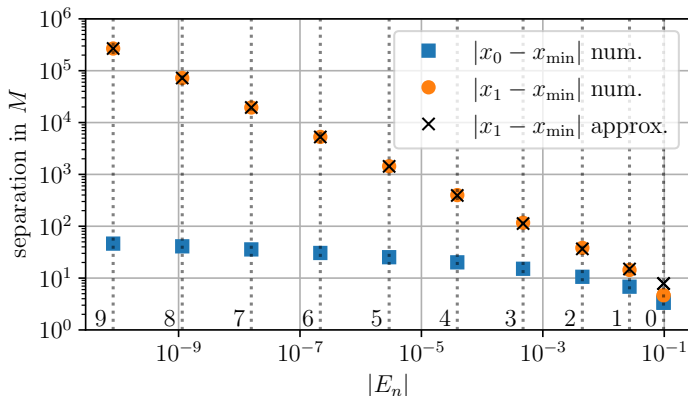 10^6
10^5
10^4
10^3
10^2
10^1
10^0
separation in M
|x_0 − x_min| num.
|x_1 − x_min| num.
|x_1 − x_min| approx.
9 8 7 6 5 4 3 2 1 0
10^−9 10^−7 10^−5 10^−3 10^−1
|E_n|